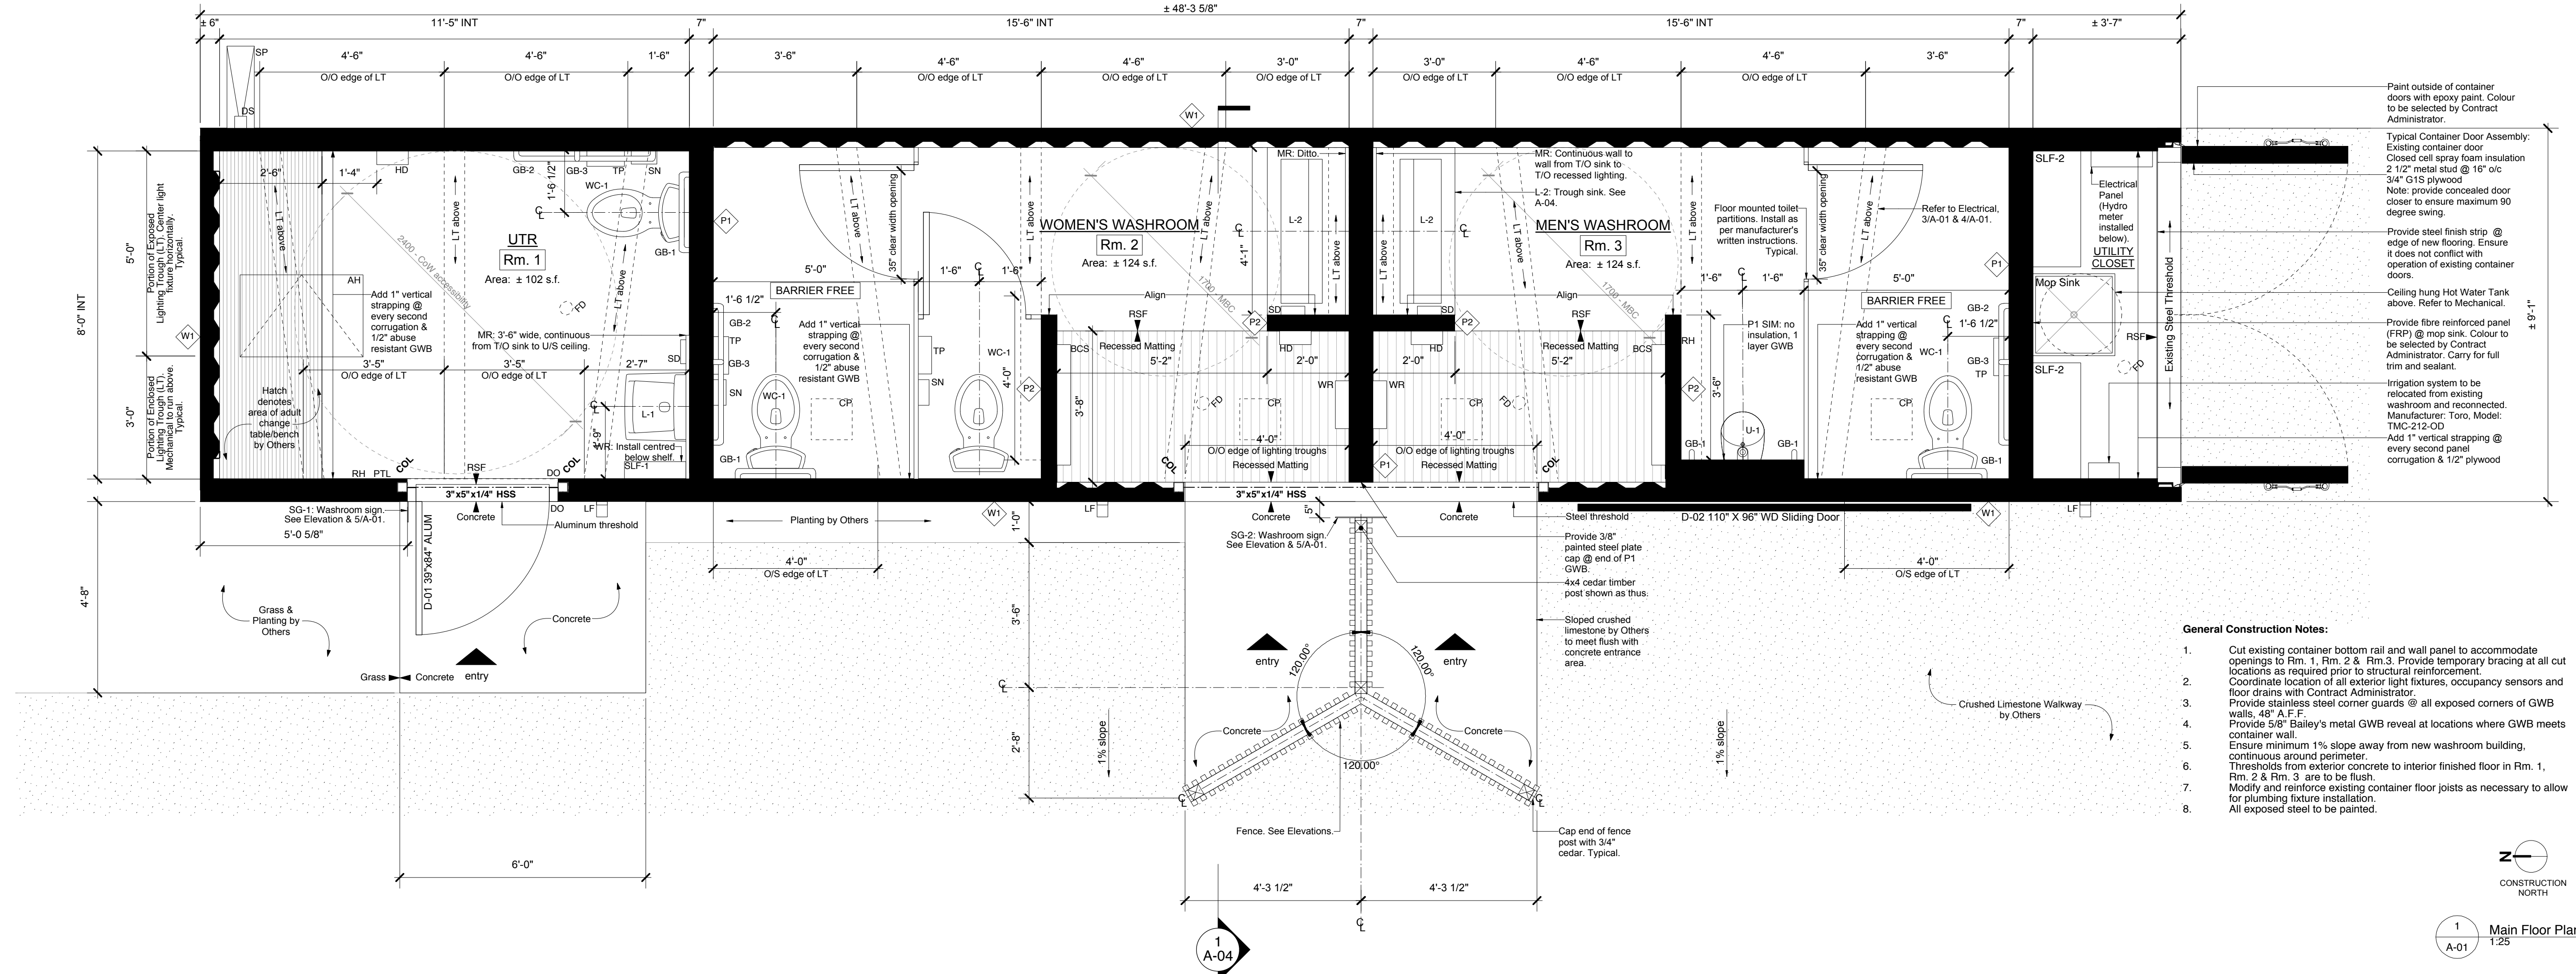 ± 48'-3 5/8"
± 6"
11'-5" INT
7"
15'-6" INT
7"
15'-6" INT
7"
± 3'-7"
4'-6"
O/O edge of LT
4'-6"
O/O edge of LT
1'-6"
3'-6"
4'-6"
O/O edge of LT
4'-6"
O/O edge of LT
3'-0"
O/O edge of LT
3'-0"
O/O edge of LT
4'-6"
O/O edge of LT
4'-6"
O/O edge of LT
3'-6"
SP
DS
W1
8'-0" INT
5'-0"
Portion of Exposed
Lighting Trough (LT). Center light
fixture horizontally.
Typical.
3'-0"
Portion of Enclosed
Lighting Trough (LT).
Mechanical to run above.
Typical.
W1
2'-6"
1'-4"
HD
LT above
LT above
LT above
GB-2
GB-3
TP
SN
WC-1
1'-6 1/2"
C L
GB-1
2400 - CoW accessibility
UTR
Rm. 1
Area: ± 102 s.f.
AH
FD
Add 1" vertical
strapping @
every second
corrugation &
1/2" abuse
resistant GWB
MR: 3'-6" wide, continuous
from T/O sink to U/S ceiling.
SD
3'-5"
O/O edge of LT
3'-5"
O/O edge of LT
2'-7"
Hatch
denotes
area of adult
change
table/bench
by Others
C L
L-1
1'-9"
WR: Install centred
below shelf.
SLF-1
RH
PTL
COL
RSF
DO
COL
3"x5"x1/4" HSS
SG-1: Washroom sign.
See Elevation & 5/A-01.
Concrete
DO
LF
Aluminum threshold
5'-0 5/8"
D-01 39"x84" ALUM
4'-8"
Grass &
Planting by
Others
Concrete
Grass
Concrete
entry
6'-0"
P1
LT above
35" clear width opening
5'-0"
BARRIER FREE
1'-6 1/2"
C L
1'-6"
C L
1'-6"
GB-2
TP
GB-3
SN
WC-1
GB-1
Add 1" vertical
strapping @
every second
corrugation &
1/2" abuse
resistant GWB
CP
TP
SN
WC-1
4'-0"
P2
LT above
WOMEN'S WASHROOM
Rm. 2
Area: ± 124 s.f.
LT above
4'-1"
C L
MR: Ditto.
L-2
LT above
1700 - MBC
Align
SD
P2
RSF
Recessed Matting
BCS
5'-2"
HD
2'-0"
3'-8"
FD
CP
WR
4'-0"
O/O edge of lighting troughs
Recessed Matting
COL
P1
3"x5"x1/4" HSS
Planting by Others
W1
LF
Concrete
5"
1'-0"
SG-2: Washroom sign.
See Elevation & 5/A-01.
4'-0"
O/S edge of LT
MR: Continuous wall to
wall from T/O sink to
T/O recessed lighting.
L-2: Trough sink. See
A-04.
L-2
LT above
C L
LT above
MEN'S WASHROOM
Rm. 3
Area: ± 124 s.f.
1700 - MBC
Align
SD
P2
RSF
Recessed Matting
HD
2'-0"
5'-2"
BCS
WR
CP
FD
4'-0"
O/O edge of lighting troughs
Recessed Matting
COL
Floor mounted toilet
partitions. Install as
per manufacturer's
written instructions.
Typical.
35" clear width opening
LT above
Refer to Electrical,
3/A-01 & 4/A-01.
P1
1'-6"
C L
1'-6"
5'-0"
BARRIER FREE
RH
P1 SIM: no
insulation, 1
layer GWB
P2
3'-6"
U-1
GB-1
GB-1
Add 1" vertical
strapping @
every second
corrugation &
1/2" abuse
resistant GWB
C L
1'-6 1/2"
GB-2
WC-1
GB-3
TP
CP
GB-1
Concrete
Steel threshold
D-02 110" X 96" WD Sliding Door
W1
LF
4'-0"
O/S edge of LT
Provide 3/8"
painted steel plate
cap @ end of P1
GWB.
4x4 cedar timber
post shown as thus.
Sloped crushed
limestone by Others
to meet flush with
concrete entrance
area.
3'-6"
C L
2'-8"
1% slope
entry
entry
120.00°
120.00°
120.00°
Concrete
Concrete
C L
C L
Fence. See Elevations.
Cap end of fence
post with 3/4"
cedar. Typical.
1% slope
Crushed Limestone Walkway
by Others
4'-3 1/2"
4'-3 1/2"
C L
1
A-04
SLF-2
Electrical
Panel
(Hydro
meter
installed
below).
UTILITY
CLOSET
Mop Sink
RSF
SLF-2
FD
Existing Steel Threshold
± 9'-1"
Paint outside of container
doors with epoxy paint. Colour
to be selected by Contract
Administrator.
Typical Container Door Assembly:
Existing container door
Closed cell spray foam insulation
2 1/2" metal stud @ 16" o/c
3/4" G1S plywood
Note: provide concealed door
closer to ensure maximum 90
degree swing.
Provide steel finish strip @
edge of new flooring. Ensure
it does not conflict with
operation of existing container
doors.
Ceiling hung Hot Water Tank
above. Refer to Mechanical.
Provide fibre reinforced panel
(FRP) @ mop sink. Colour to
be selected by Contract
Administrator. Carry for full
trim and sealant.
Irrigation system to be
relocated from existing
washroom and reconnected.
Manufacturer: Toro, Model:
TMC-212-OD
Add 1" vertical strapping @
every second panel
corrugation & 1/2" plywood
General Construction Notes:
1. Cut existing container bottom rail and wall panel to accommodate
openings to Rm. 1, Rm. 2 & Rm.3. Provide temporary bracing at all cut
locations as required prior to structural reinforcement.
2. Coordinate location of all exterior light fixtures, occupancy sensors and
floor drains with Contract Administrator.
3. Provide stainless steel corner guards @ all exposed corners of GWB
walls, 48" A.F.F.
4. Provide 5/8" Bailey's metal GWB reveal at locations where GWB meets
container wall.
5. Ensure minimum 1% slope away from new washroom building,
continuous around perimeter.
6. Thresholds from exterior concrete to interior finished floor in Rm. 1,
Rm. 2 & Rm. 3 are to be flush.
7. Modify and reinforce existing container floor joists as necessary to allow
for plumbing fixture installation.
8. All exposed steel to be painted.
N
CONSTRUCTION
NORTH
1
A-01
Main Floor Plan
1:25